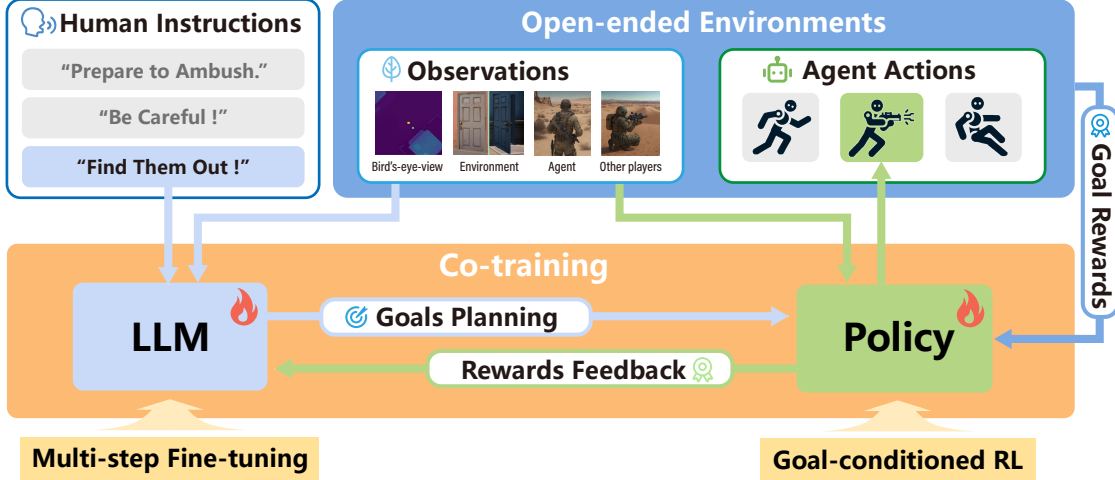 Human Instructions
“Prepare to Ambush.”
“Be Careful !”
“Find Them Out !”
Open-ended Environments
Observations
Bird's-eye-view
Environment
Agent
Other players
Agent Actions
Goal Rewards
Co-training
LLM
Goals Planning
Rewards Feedback
Policy
Multi-step Fine-tuning
Goal-conditioned RL